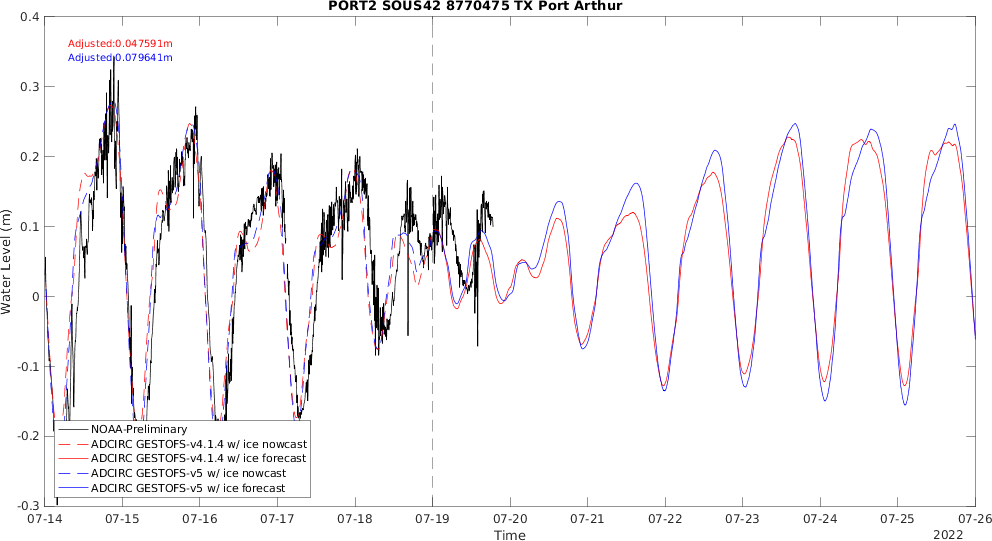 PORT2 SOUS42 8770475 TX Port Arthur
Adjusted:0.047591m
Adjusted:0.079641m
Water Level (m)
0.4
0.3
0.2
0.1
0
-0.1
-0.2
-0.3
NOAA-Preliminary
ADCIRC GESTOFS-v4.1.4 w/ ice nowcast
ADCIRC GESTOFS-v4.1.4 w/ ice forecast
ADCIRC GESTOFS-v5 w/ ice nowcast
ADCIRC GESTOFS-v5 w/ ice forecast
07-14 07-15 07-16 07-17 07-18 07-19 07-20 07-21 07-22 07-23 07-24 07-25 07-26
Time
2022